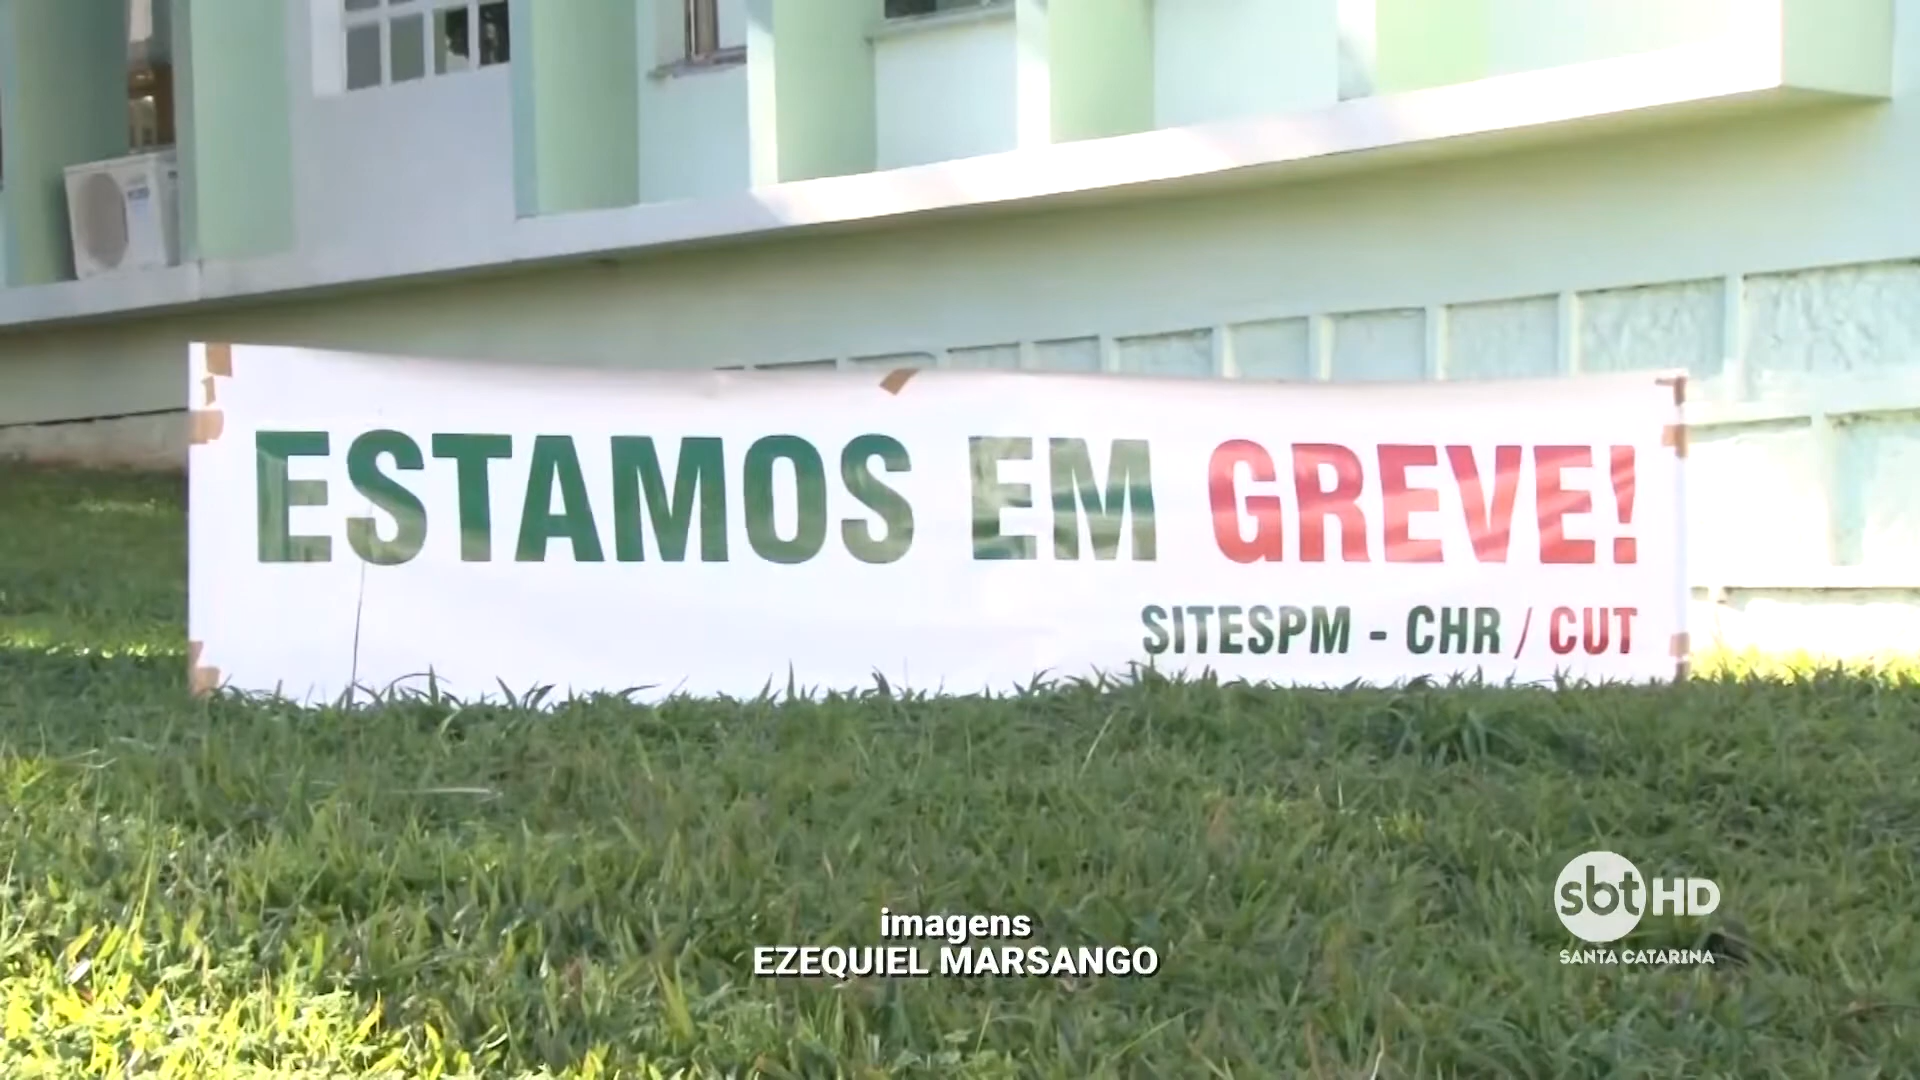 ESTAMOS EM GREVE!
SITESPM - CHR / CUT
imagens
EZEQUIEL MARSANGO
sbt HD
SANTA CATARINA